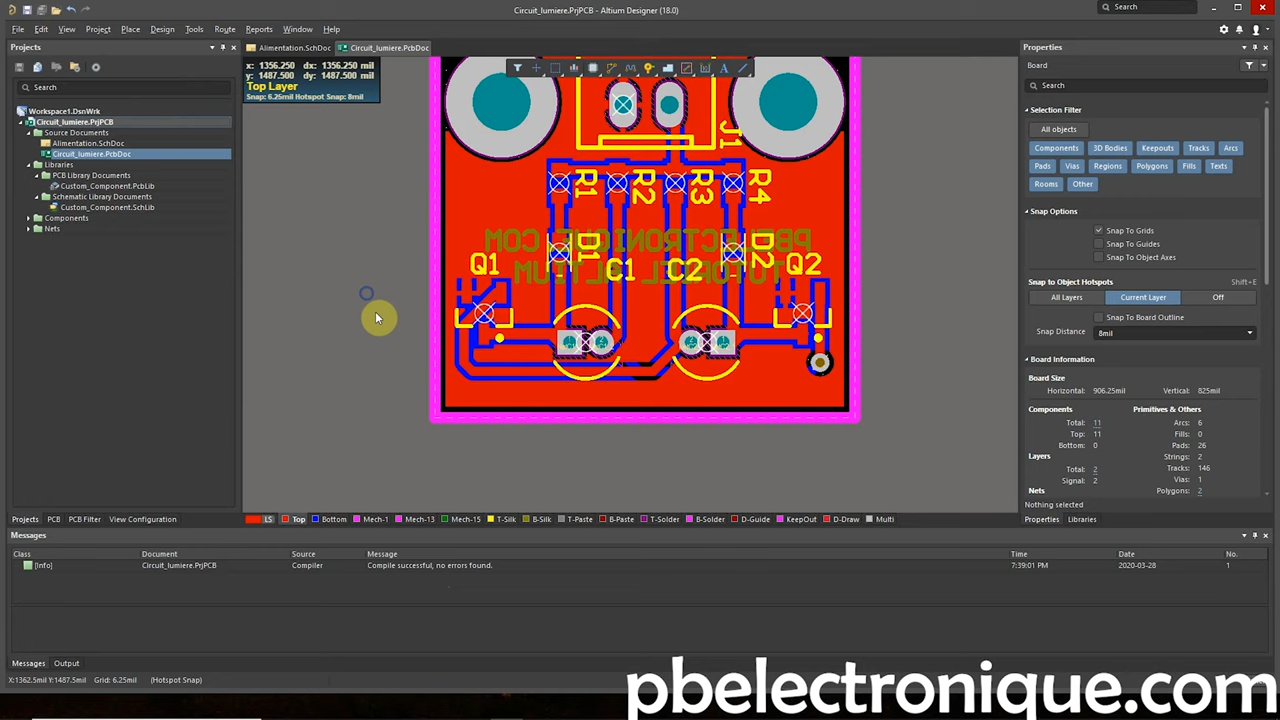 Circuit_lumiere.PrjPCB - Altium Designer (18.0)
Search
File Edit View Project Place Design Tools Route Reports Window Help
Projects
Alimentation.SchDoc
Circuit_lumiere.PcbDoc
Properties
Board
x: 1356.250 dx: 1356.250 mil
y: 1487.500 dy: 1487.500 mil
Top Layer
Snap: 6.25mil Hotspot Snap: 8mil
Search
Search
Workspace1.DsnWrk
Circuit_lumiere.PrjPCB
Source Documents
Alimentation.SchDoc
Circuit_lumiere.PcbDoc
Libraries
PCB Library Documents
Custom_Component.PcbLib
Schematic Library Documents
Custom_Component.SchLib
Components
Nets
J1
R1 R2 R3 R4
PBELECTRONIQUE.COM
TUTORIEL ALTIUM
D1 D2
Q1 C1 C2 Q2
Selection Filter
All objects
Components 3D Bodies Keepouts Tracks Arcs
Pads Vias Regions Polygons Fills Texts
Rooms Other
Snap Options
Snap To Grids
Snap To Guides
Snap To Object Axes
Snap to Object Hotspots Shift+E
All Layers Current Layer Off
Snap To Board Outline
Snap Distance 8mil
Board Information
Board Size
Horizontal: 906.25mil Vertical: 825mil
Components Primitives & Others
Total: 11 Arcs: 6
Top: 11 Fills: 0
Bottom: 0 Pads: 26
Layers Strings: 2
Total: 2 Tracks: 146
Signal: 2 Vias: 1
Nets Polygons: 2
Nothing selected
Projects PCB PCB Filter View Configuration
LS Top Bottom Mech-1 Mech-13 Mech-15 T-Silk B-Silk T-Paste B-Paste T-Solder B-Solder D-Guide KeepOut D-Draw Multi
Properties Libraries
Messages
Class Document Source Message Time Date No.
[Info] Circuit_lumiere.PrjPCB Compiler Compile successful, no errors found. 7:39:01 PM 2020-03-28 1
Messages Output
X:1362.5mil Y:1487.5mil Grid: 6.25mil (Hotspot Snap)
pbelectronique.com